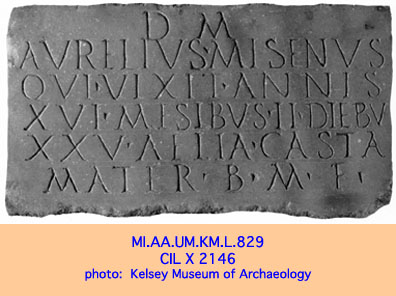 D M
AVRELIVS·MISENVS
QVI·VIXIT·ANNIS
XVI·MESIBVS·II·DIEBV
XXV·ALLIA·CASTA
MATER·B·M·F·
MI.AA.UM.KM.L.829
CIL X 2146
photo: Kelsey Museum of Archaeology